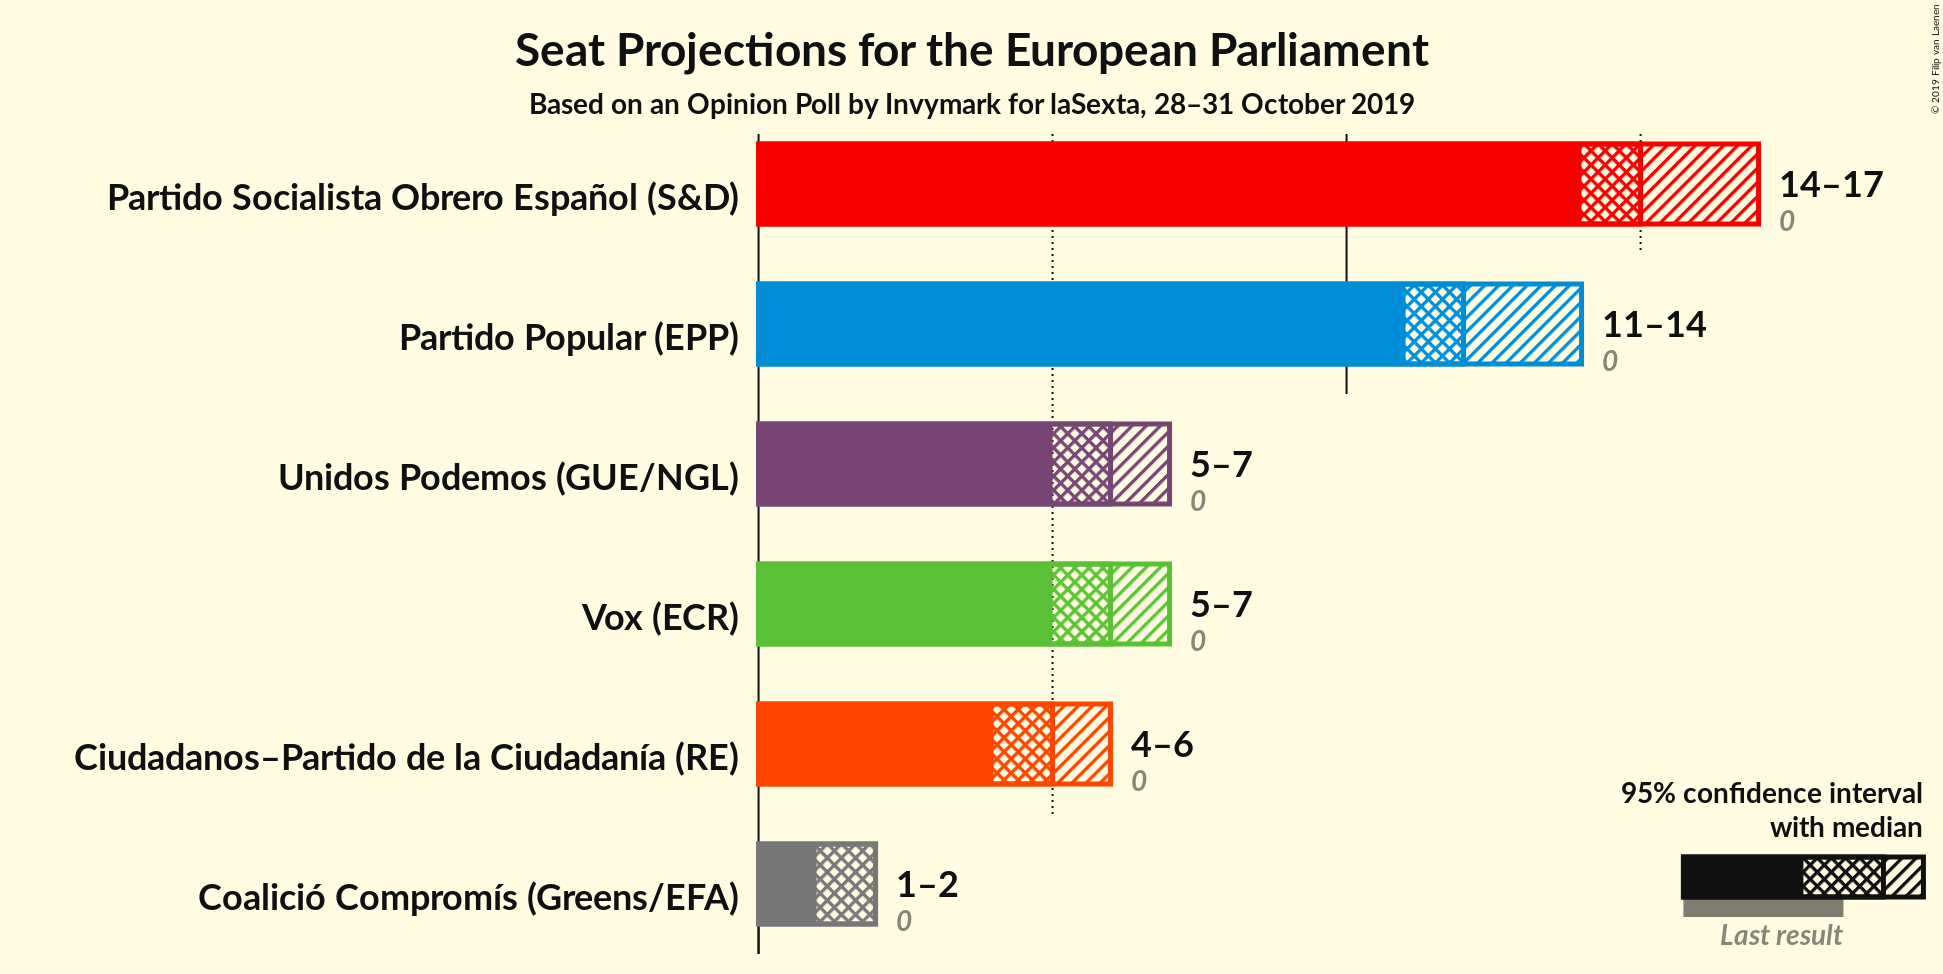 Seat Projections for the European Parliament
Based on an Opinion Poll by Invymark for laSexta, 28–31 October 2019
© 2019 Filip van Laenen
Partido Socialista Obrero Español (S&D)
14–17
0
Partido Popular (EPP)
11–14
0
Unidos Podemos (GUE/NGL)
5–7
0
Vox (ECR)
5–7
0
Ciudadanos–Partido de la Ciudadanía (RE)
4–6
0
Coalició Compromís (Greens/EFA)
1–2
0
95% confidence interval
with median
Last result